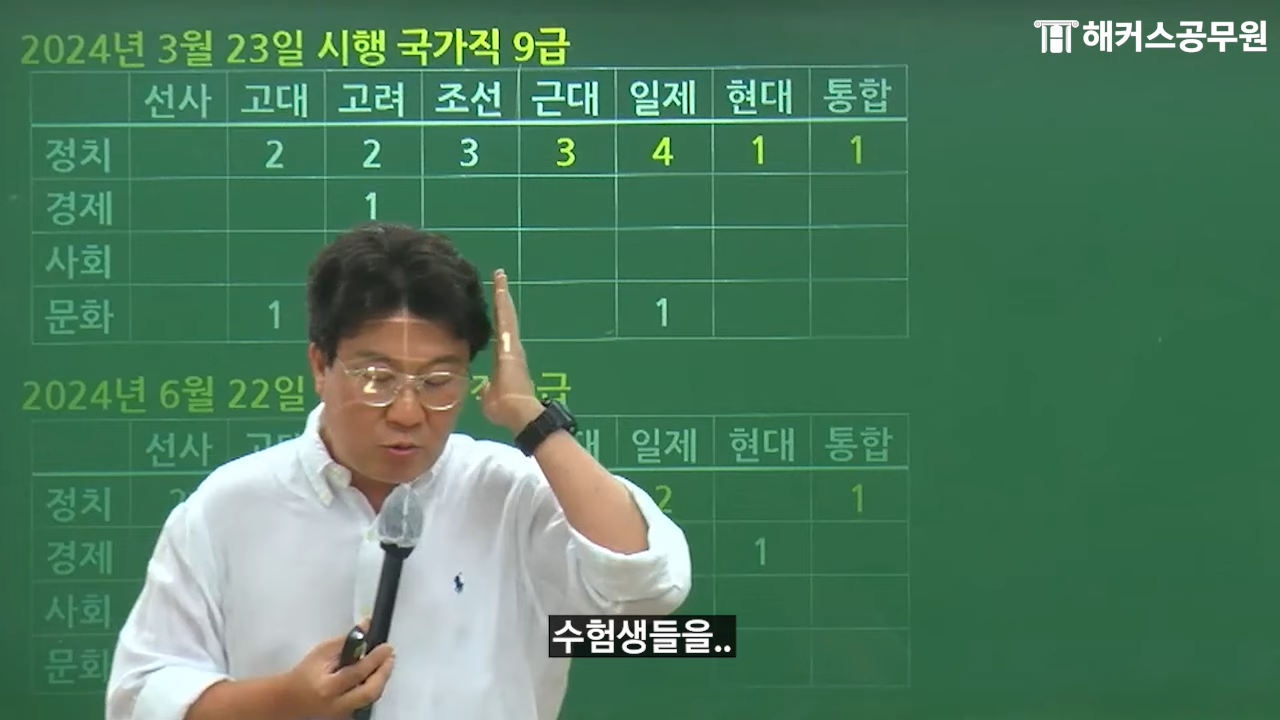 해커스공무원
2024년 3월 23일 시행 국가직 9급
선사 고대 고려 조선 근대 일제 현대 통합
정치 2 2 3 3 4 1 1
경제 1
사회
문화 1 1 1
2024년 6월 22일 급
선사 일제 현대 통합
정치 2 2 1
경제 1
사회
문화
수험생들을..